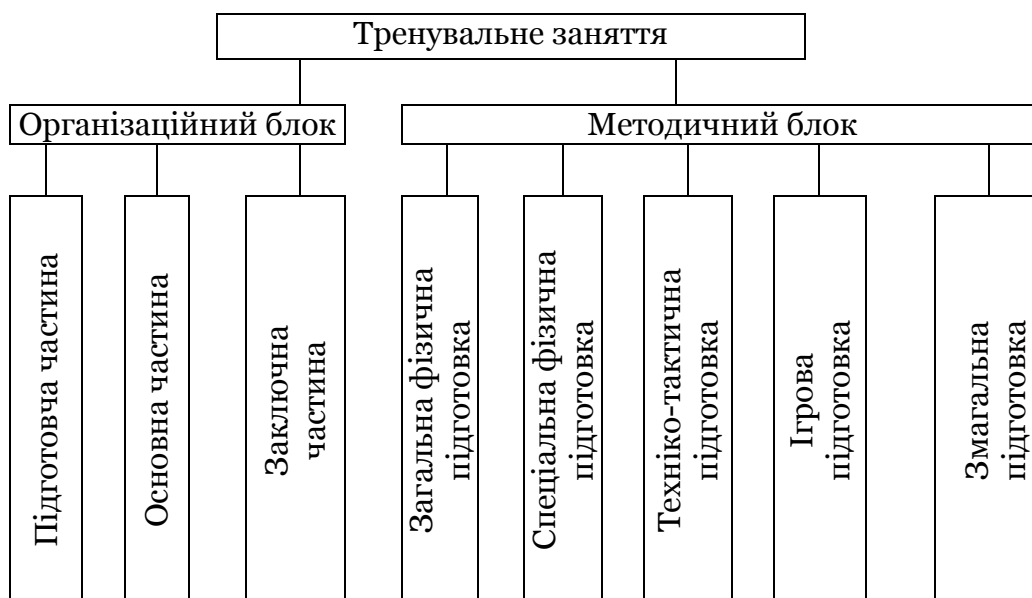 Тренувальне заняття
Організаційний блок
Методичний блок
Підготовча частина
Основна частина
Заключна
частина
Загальна фізична
підготовка
Спеціальна фізична
підготовка
Техніко-тактична
підготовка
Ігрова
підготовка
Змагальна
підготовка